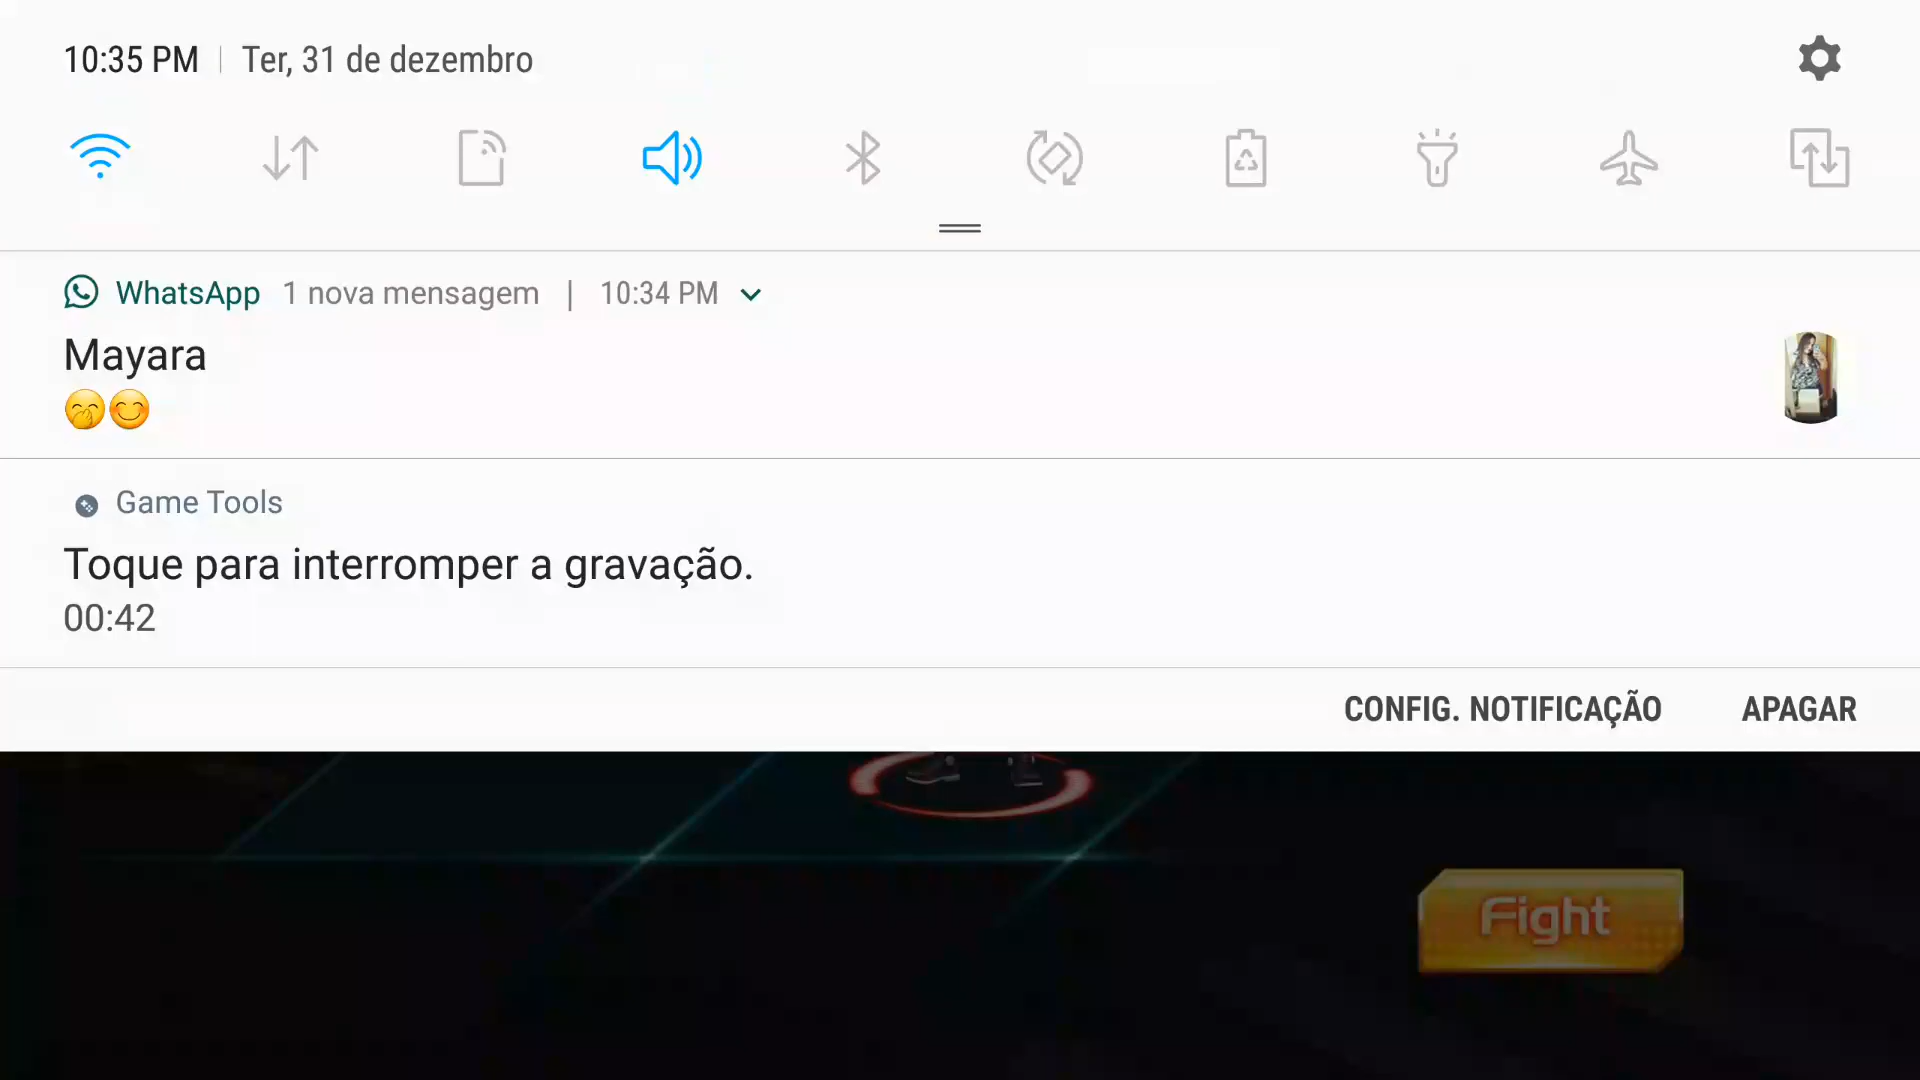 10:35 PM | Ter, 31 de dezembro
WhatsApp 1 nova mensagem | 10:34 PM
Mayara
🤭😊
Game Tools
Toque para interromper a gravação.
00:42
CONFIG. NOTIFICAÇÃO APAGAR
Fight